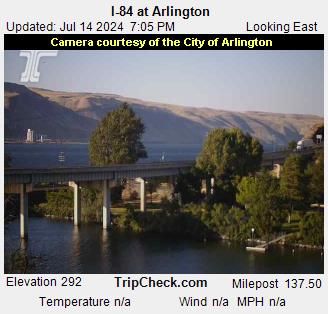 I-84 at Arlington
Updated: Jul 14 2024 7:05 PM Looking East
Camera courtesy of the City of Arlington
Elevation 292 TripCheck.com Milepost 137.50
Temperature n/a Wind n/a MPH n/a